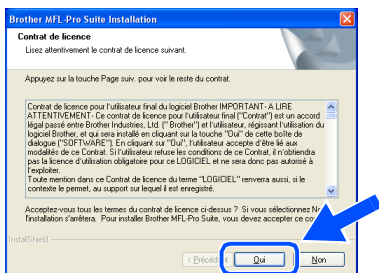 Brother MFL-Pro Suite Installation
Contrat de licence
Lisez attentivement le contrat de licence suivant.
Appuyez sur la touche Page suiv. pour voir le reste du contrat.
Contrat de licence pour l'utilisateur final du logiciel Brother IMPORTANT- A LIRE
ATTENTIVEMENT- Ce contrat de licence pour l'utilisateur final ("Contrat") est un accord
légal passé entre Brother Industries, Ltd. (" Brother") et l'utilisateur, régissant l'utilisation du
logiciel Brother, et qui sera installé en cliquant sur la touche "Oui" de cette boîte de
dialogue ("SOFTWARE"). En cliquant sur "Oui", l'utilisateur accepte d'être lié aux
modalités de ce Contrat. Si l'utilisateur refuse les conditions de ce Contrat, il n'obtiendra
pas la licence d'utilisation obligatoire pour ce LOGICIEL et ne sera donc pas autorisé à
l'exploiter.
Toute mention dans ce Contrat de licence du terme "LOGICIEL" renverra aussi, si le
contexte le permet, au support sur lequel il est enregistré.
Acceptez-vous tous les termes du contrat de licence ci-dessus ? Si vous sélectionnez
l'installation s'arrêtera. Pour installer Brother MFL-Pro Suite, vous devez accepter ce
InstallShield
< Précédent Oui Non